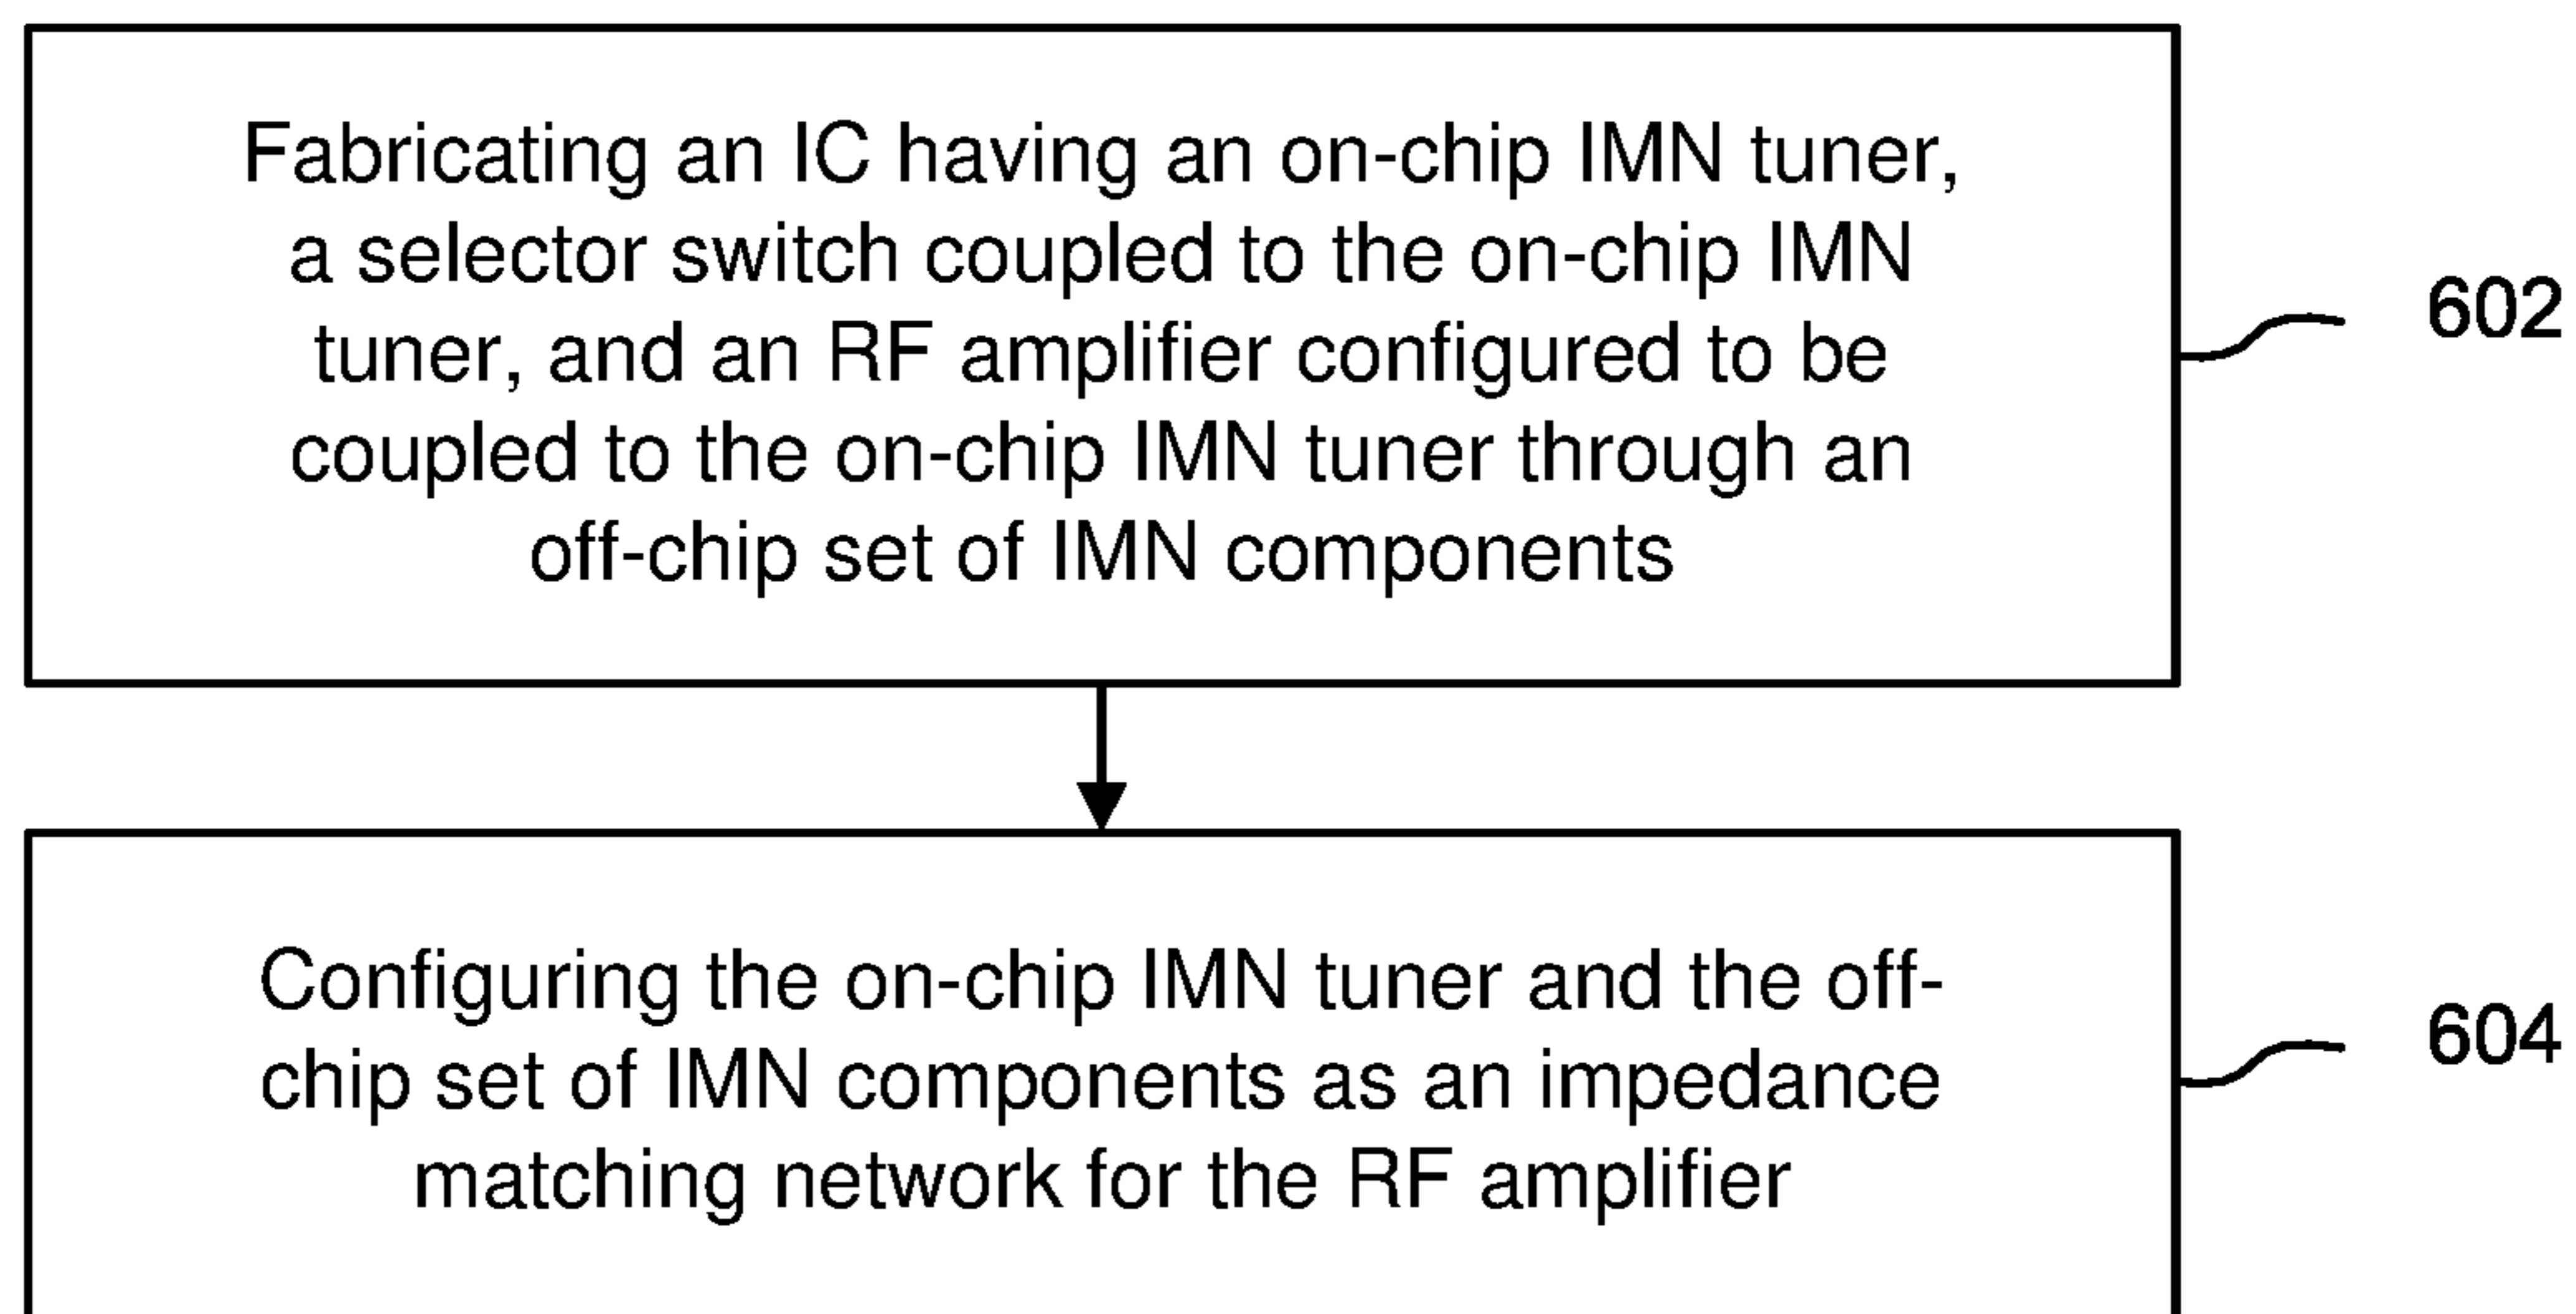 Fabricating an IC having an on-chip IMN tuner,
a selector switch coupled to the on-chip IMN
tuner, and an RF amplifier configured to be
coupled to the on-chip IMN tuner through an
off-chip set of IMN components
602
Configuring the on-chip IMN tuner and the off-
chip set of IMN components as an impedance
matching network for the RF amplifier
604